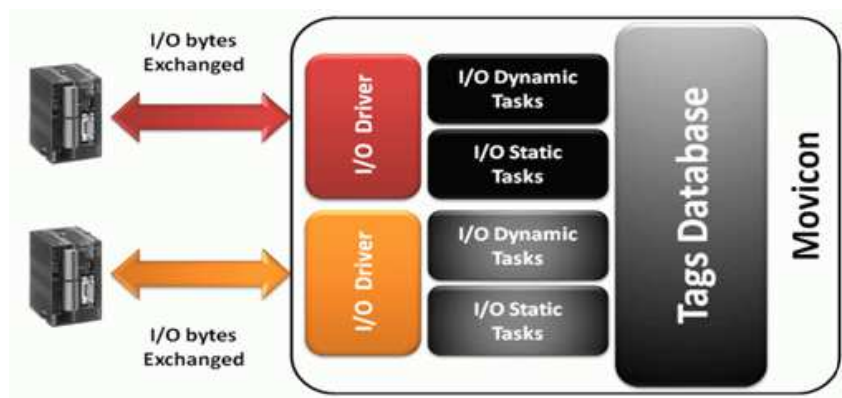 I/O bytes
Exchanged
I/O Driver
I/O Dynamic
Tasks
I/O Static
Tasks
I/O Driver
I/O Dynamic
Tasks
I/O Static
Tasks
I/O bytes
Exchanged
Tags Database
Movicon